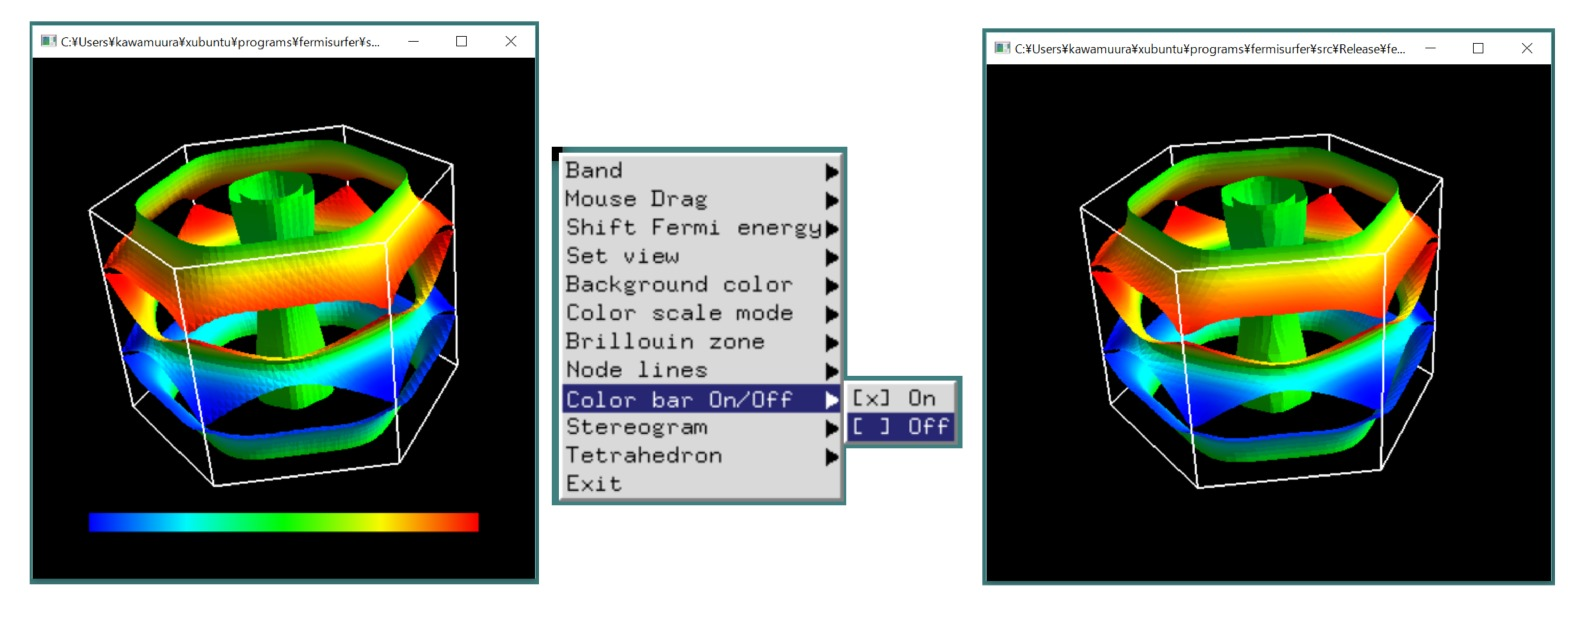 C:¥Users¥kawamuura¥xubuntu¥programs¥fermisurfer¥s...
Band
Mouse Drag
Shift Fermi energy
Set view
Background color
Color scale mode
Brillouin zone
Node lines
Color bar On/Off
Stereogram
Tetrahedron
Exit
[x] On
[ ] Off
C:¥Users¥kawamuura¥xubuntu¥programs¥fermisurfer¥src¥Release¥fe...